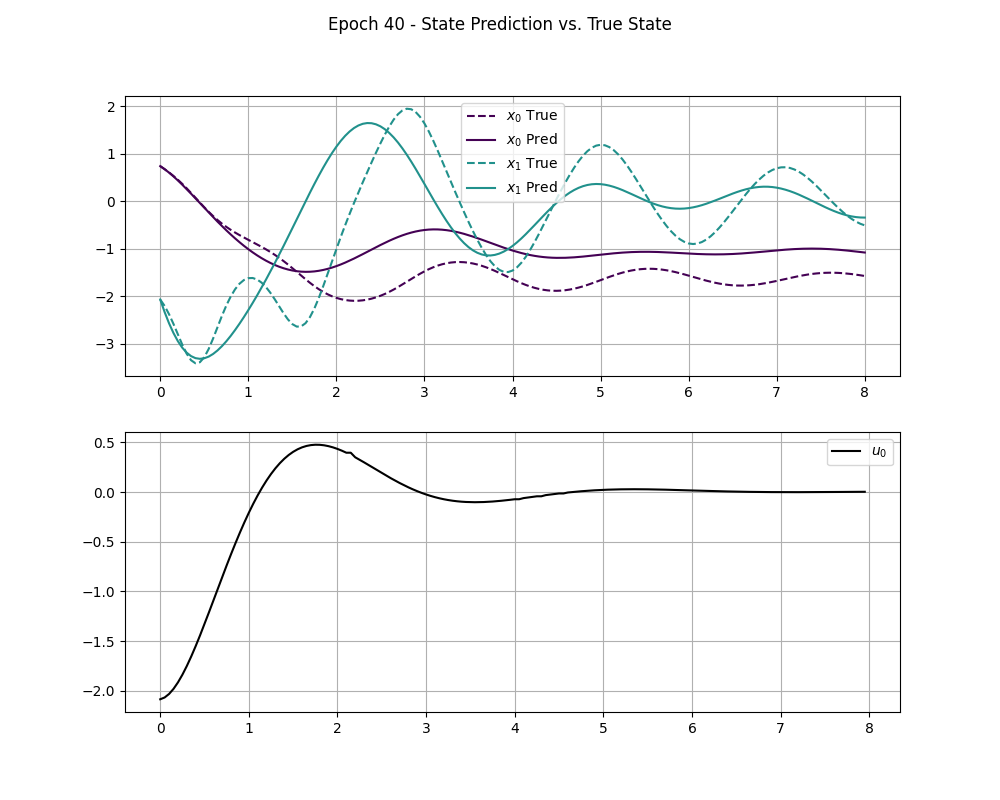 Epoch 40 - State Prediction vs. True State
2
1
0
−1
−2
−3
x₀ True
x₀ Pred
x₁ True
x₁ Pred
0 1 2 3 4 5 6 7 8
0.5
0.0
−0.5
−1.0
−1.5
−2.0
u₀
0 1 2 3 4 5 6 7 8